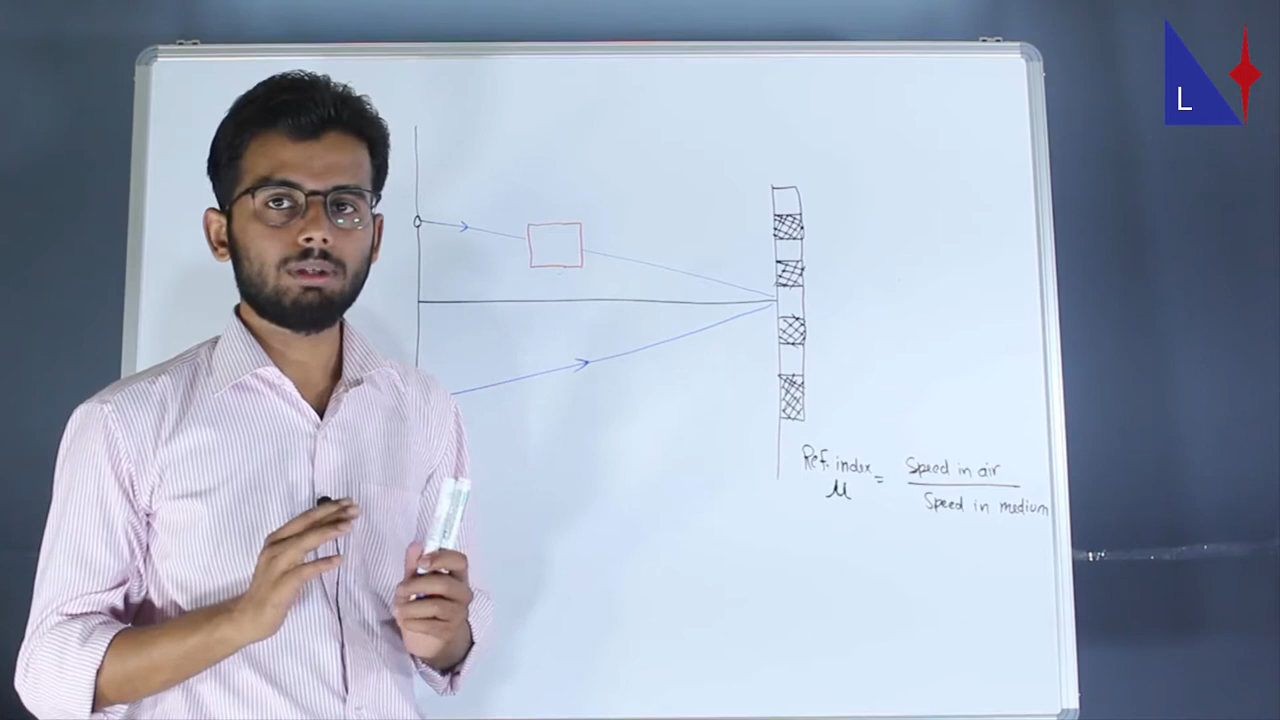 L
Ref. index = Speed in air
μ Speed in medium